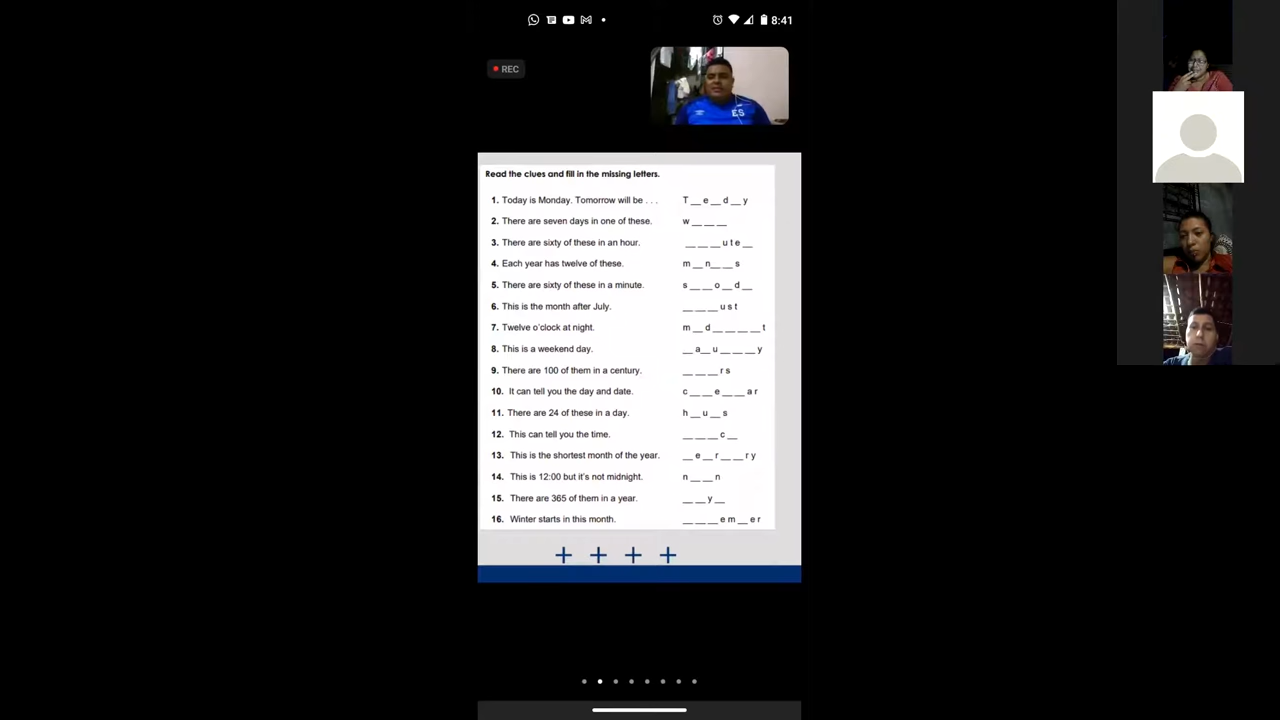 8:41
REC
ES
Read the clues and fill in the missing letters.
1. Today is Monday. Tomorrow will be . . . T __ e __ d __ y
2. There are seven days in one of these. w __ __ __
3. There are sixty of these in an hour. __ __ __ u t e __
4. Each year has twelve of these. m __ n __ __ s
5. There are sixty of these in a minute. s __ __ o __ d __
6. This is the month after July. __ __ __ u s t
7. Twelve o'clock at night. m __ d __ __ __ __ t
8. This is a weekend day. __ a __ u __ __ __ y
9. There are 100 of them in a century. __ __ __ r s
10. It can tell you the day and date. c __ __ e __ __ a r
11. There are 24 of these in a day. h __ u __ s
12. This can tell you the time. __ __ __ c __
13. This is the shortest month of the year. __ e __ r __ __ r y
14. This is 12:00 but it's not midnight. n __ __ n
15. There are 365 of them in a year. __ __ y __
16. Winter starts in this month. __ __ __ e m __ e r